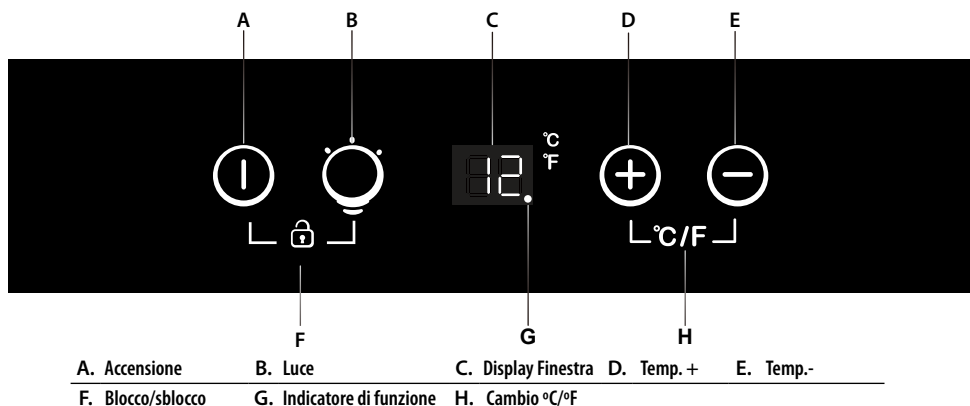 A B C D E
°C
°F
12.
°C/F
F G H
A. Accensione B. Luce C. Display Finestra D. Temp. + E. Temp.-
F. Blocco/sblocco G. Indicatore di funzione H. Cambio ºC/ºF